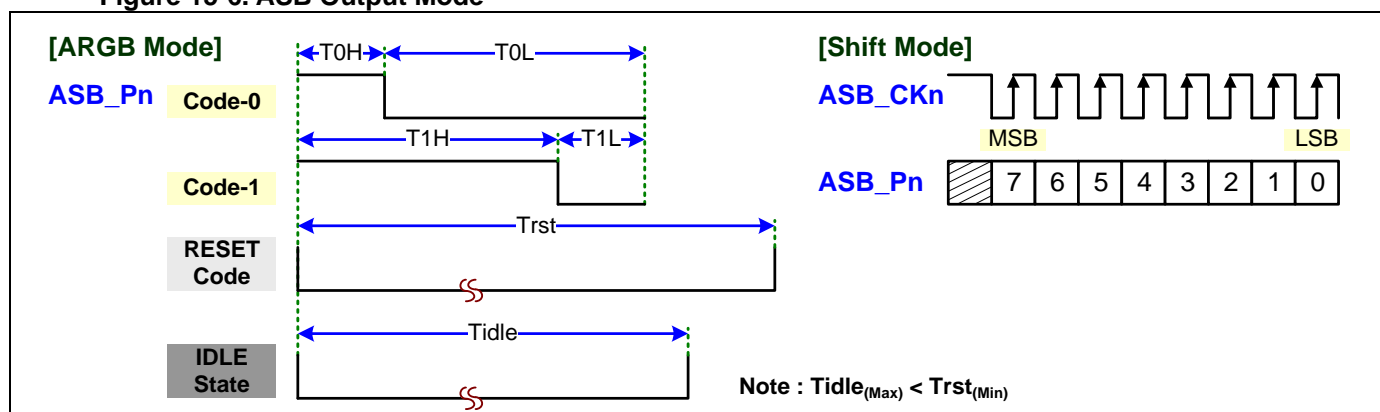 Figure 15-6. ASB Output Mode
[ARGB Mode]
T0H
T0L
ASB_Pn
Code-0
T1H
T1L
Code-1
Trst
RESET
Code
Tidle
IDLE
State
[Shift Mode]
ASB_CKn
MSB
LSB
ASB_Pn
7 6 5 4 3 2 1 0
Note : Tidle(Max) < Trst(Min)